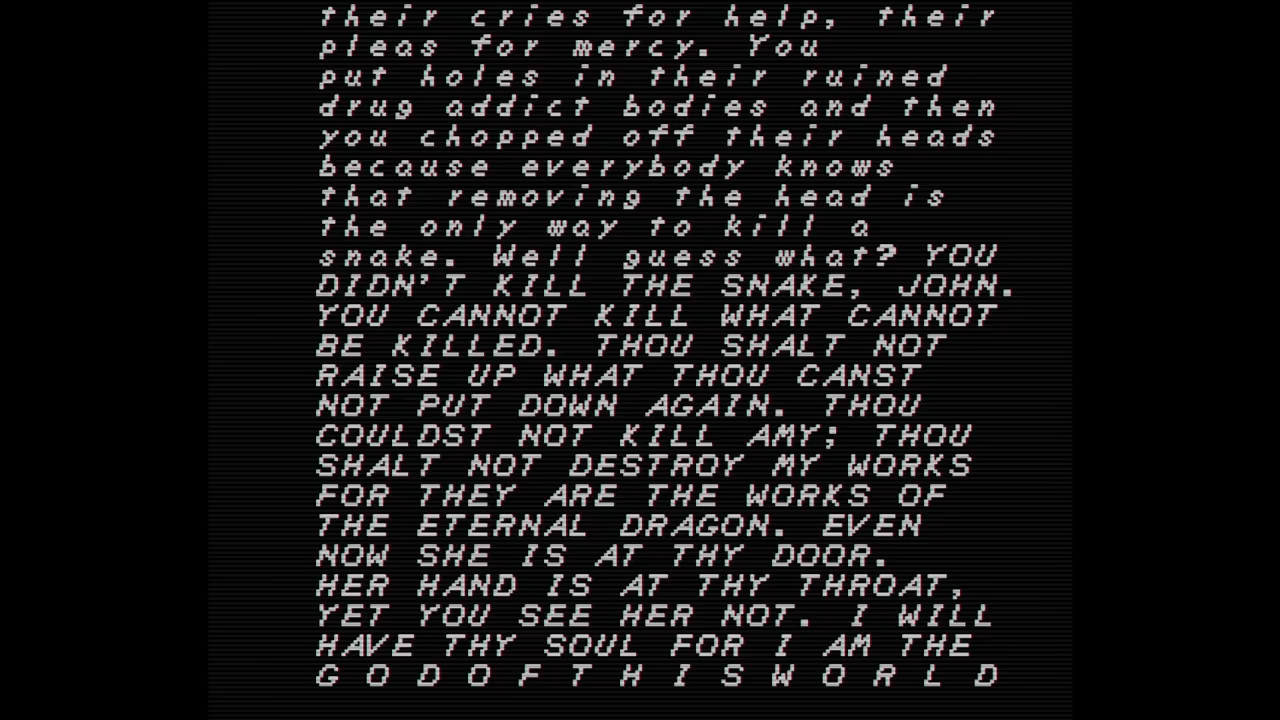 their cries for help, their
pleas for mercy. You
put holes in their ruined
drug addict bodies and then
you chopped off their heads
because everybody knows
that removing the head is
the only way to kill a
snake. Well guess what? YOU
DIDN'T KILL THE SNAKE, JOHN.
YOU CANNOT KILL WHAT CANNOT
BE KILLED. THOU SHALT NOT
RAISE UP WHAT THOU CANST
NOT PUT DOWN AGAIN. THOU
COULDST NOT KILL AMY; THOU
SHALT NOT DESTROY MY WORKS
FOR THEY ARE THE WORKS OF
THE ETERNAL DRAGON. EVEN
NOW SHE IS AT THY DOOR.
HER HAND IS AT THY THROAT,
YET YOU SEE HER NOT. I WILL
HAVE THY SOUL FOR I AM THE
G O D O F T H I S W O R L D